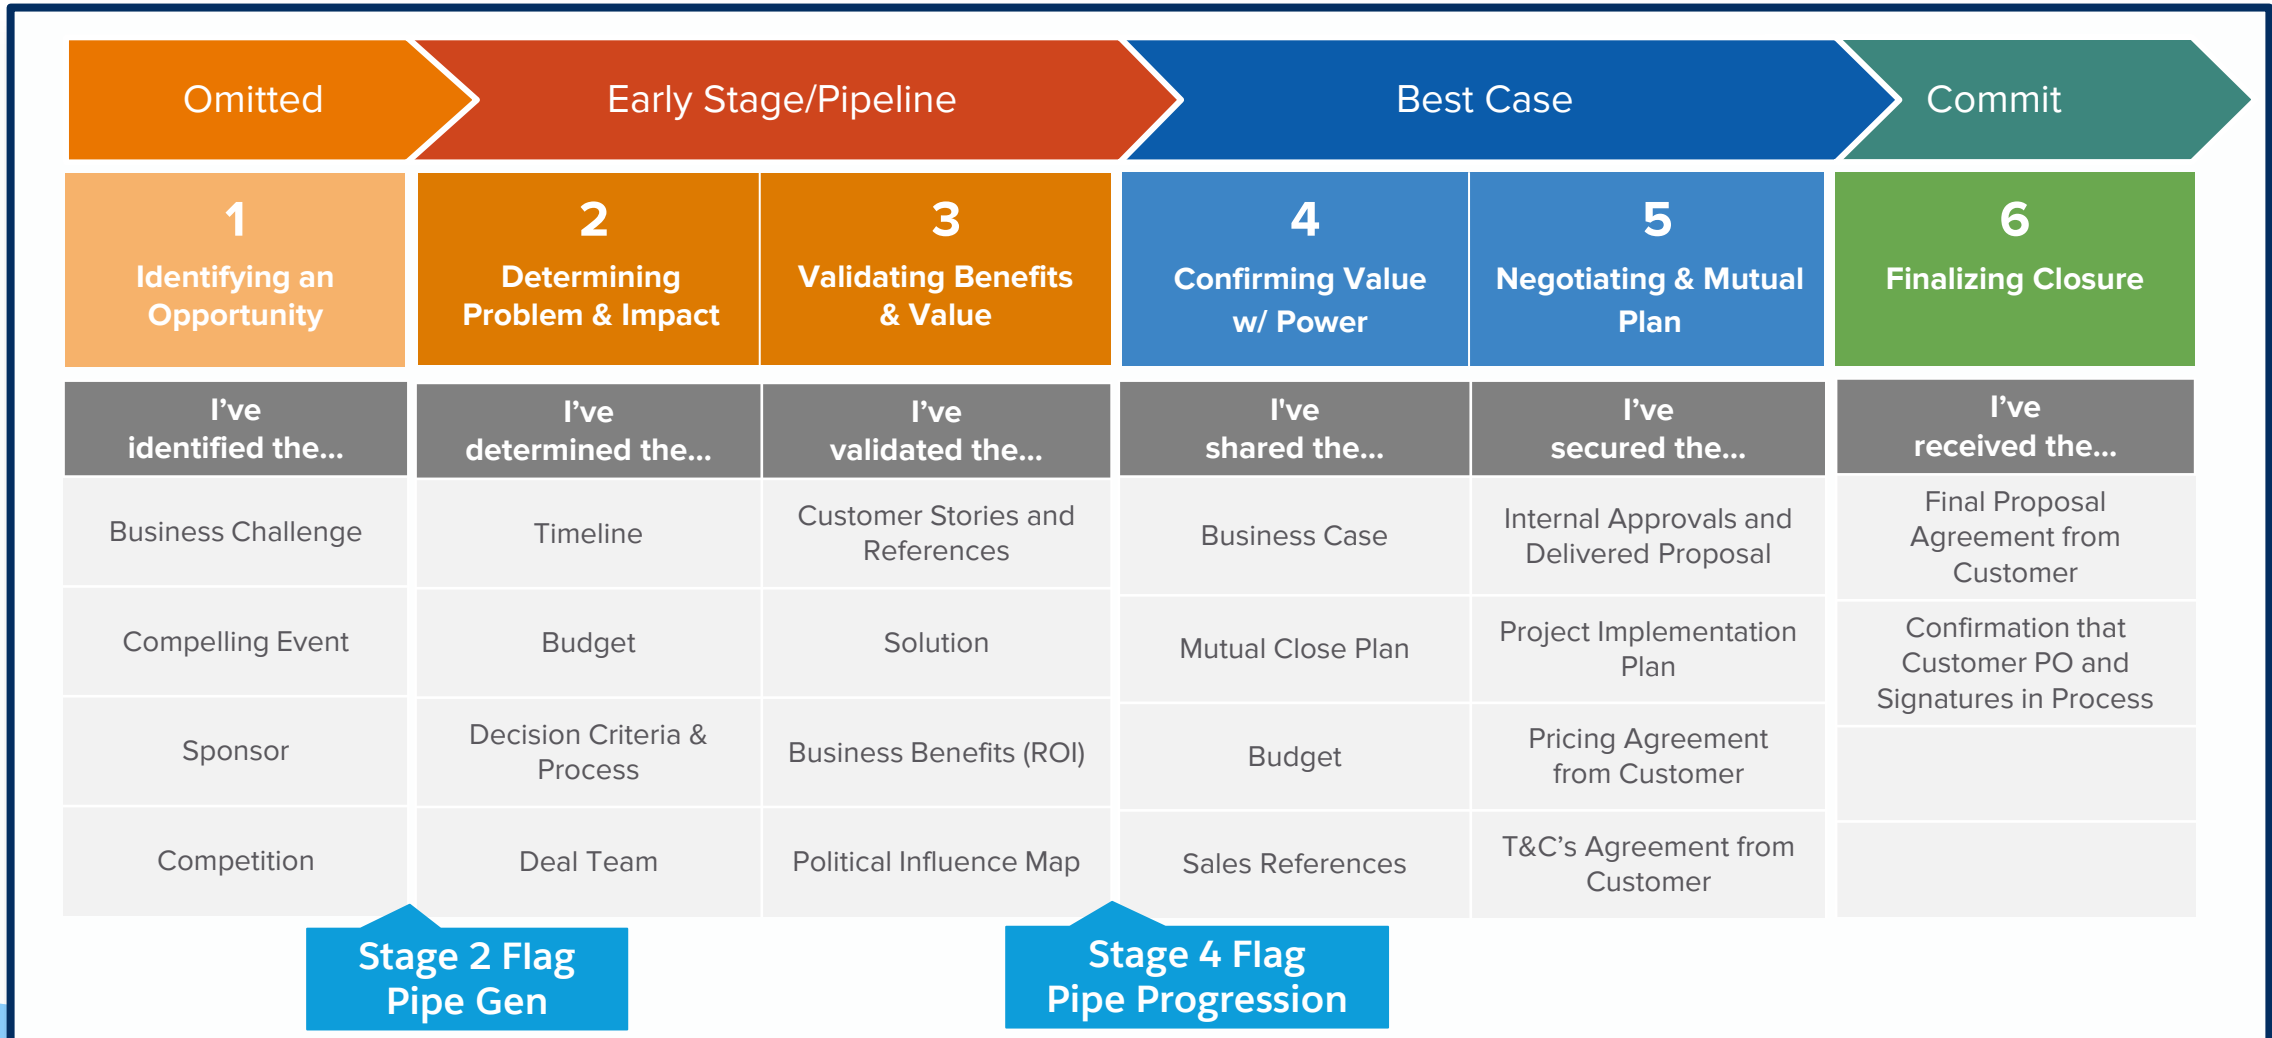 Omitted
Early Stage/Pipeline
Best Case
Commit
1
Identifying an
Opportunity
2
Determining
Problem & Impact
3
Validating Benefits
& Value
4
Confirming Value
w/ Power
5
Negotiating & Mutual
Plan
6
Finalizing Closure
I’ve
identified the...
I’ve
determined the...
I’ve
validated the...
I've
shared the...
I’ve
secured the...
I’ve
received the...
Business Challenge
Timeline
Customer Stories and
References
Business Case
Internal Approvals and
Delivered Proposal
Final Proposal
Agreement from
Customer
Compelling Event
Budget
Solution
Mutual Close Plan
Project Implementation
Plan
Confirmation that
Customer PO and
Signatures in Process
Sponsor
Decision Criteria &
Process
Business Benefits (ROI)
Budget
Pricing Agreement
from Customer
Competition
Deal Team
Political Influence Map
Sales References
T&C’s Agreement from
Customer
Stage 2 Flag
Pipe Gen
Stage 4 Flag
Pipe Progression